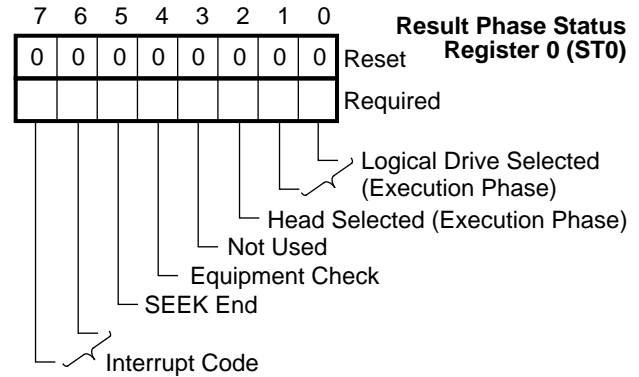 7 6 5 4 3 2 1 0
Result Phase Status
Register 0 (ST0)
0 0 0 0 0 0 0 0 Reset
Required
Logical Drive Selected
(Execution Phase)
Head Selected (Execution Phase)
Not Used
Equipment Check
SEEK End
Interrupt Code